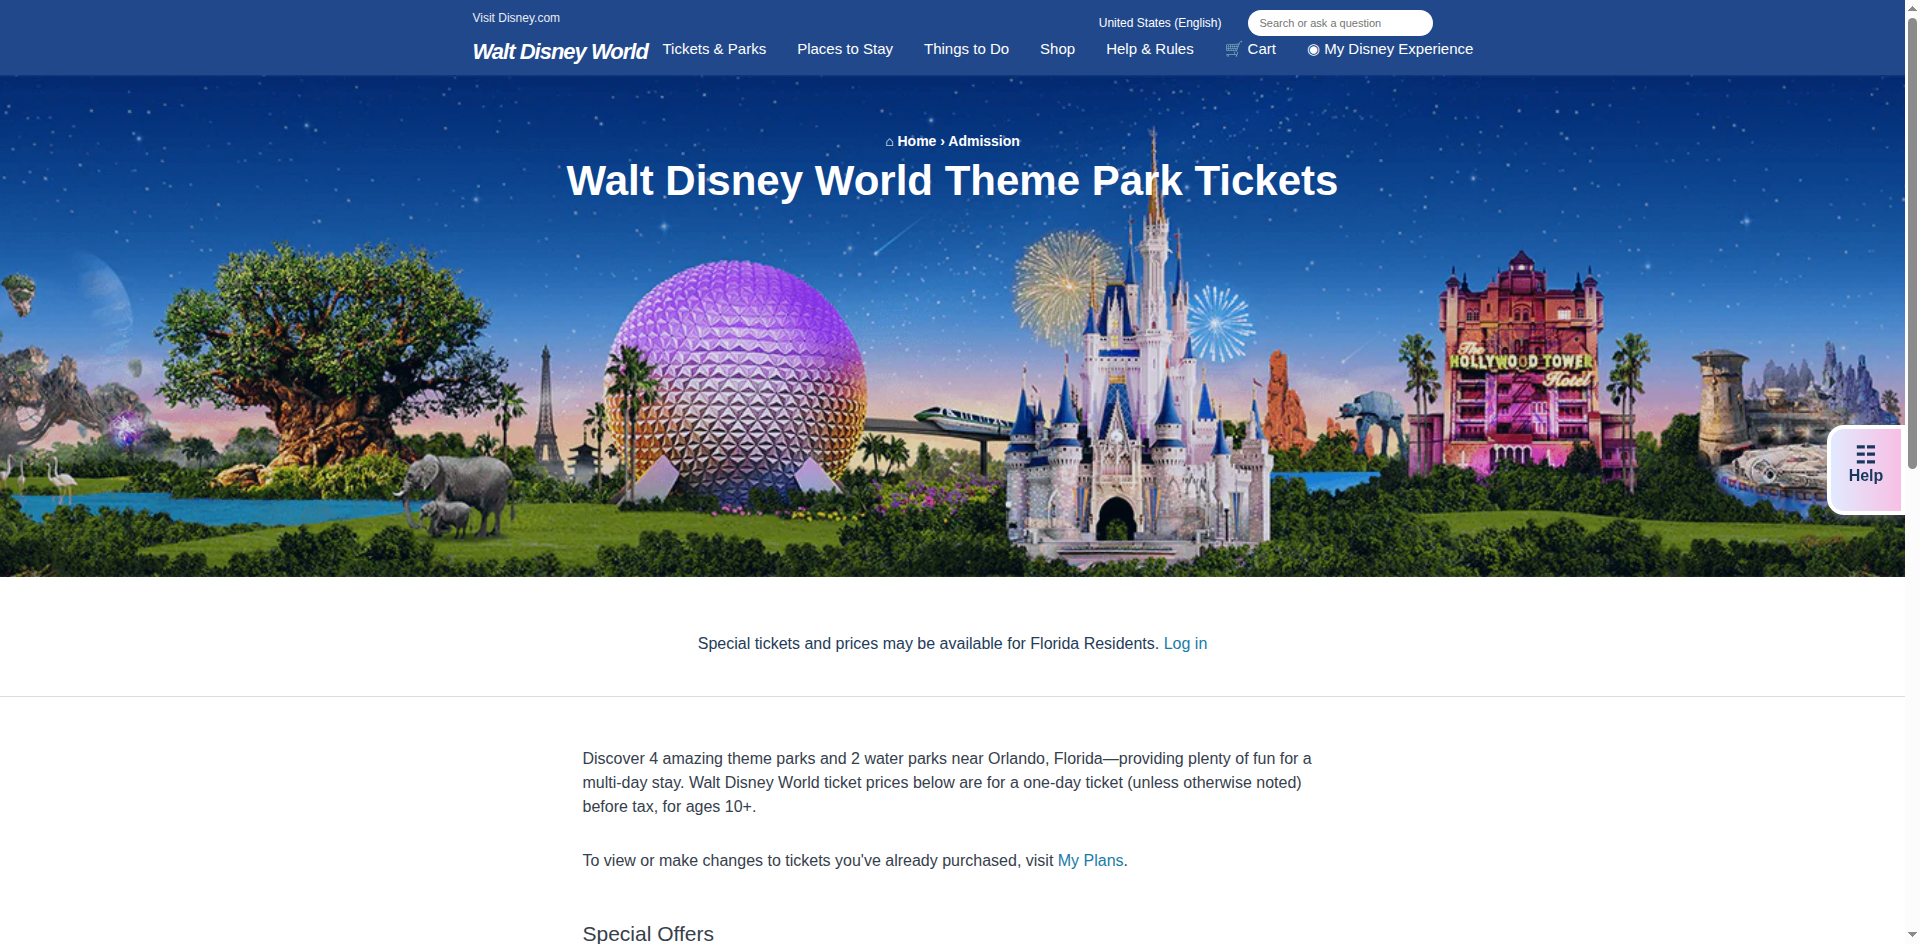 Visit Disney.com
United States (English)
Search or ask a question
Walt Disney World
Tickets & Parks
Places to Stay
Things to Do
Shop
Help & Rules
Cart
My Disney Experience
Home › Admission
Walt Disney World Theme Park Tickets
The
HOLLYWOOD TOWER
Hotel
Help
Special tickets and prices may be available for Florida Residents. Log in
Discover 4 amazing theme parks and 2 water parks near Orlando, Florida—providing plenty of fun for a
multi-day stay. Walt Disney World ticket prices below are for a one-day ticket (unless otherwise noted)
before tax, for ages 10+.
To view or make changes to tickets you've already purchased, visit My Plans.
Special Offers